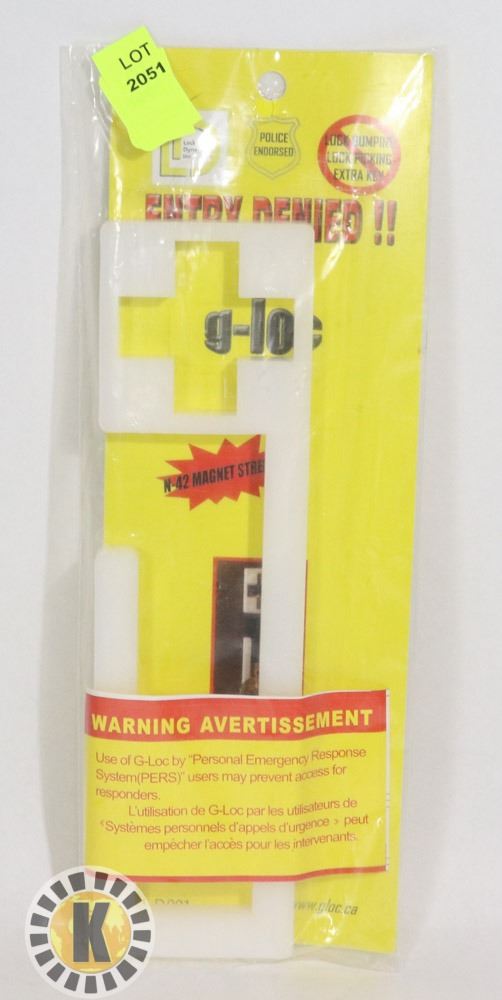 LOT
2051
Lock
POLICE
ENDORSED
LOCK BUMPING
LOCK PICKING
EXTRA KEY
ENTRY DENIED !!
g-loc
N-42 MAGNET
WARNING AVERTISSEMENT
Use of G-Loc by "Personal Emergency Response
System(PERS)" users may prevent access for
responders.
L'utilisation de G-Loc par les utilisateurs de
‹Systèmes personnels d'appels d'urgence › peut
empêcher l'accès pour les intervenants.
www.gloc.ca
K